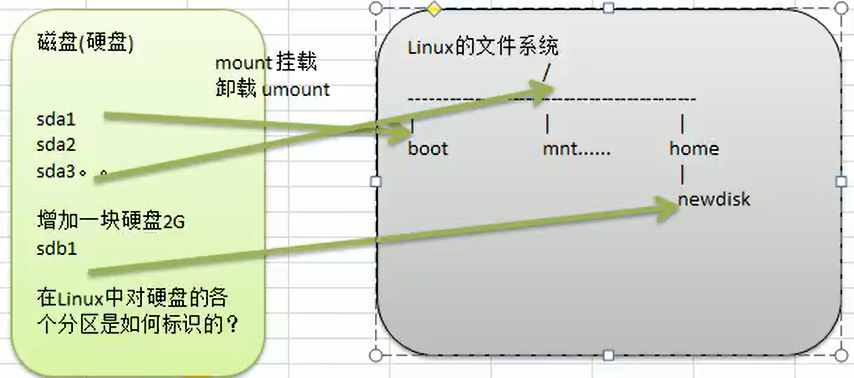 磁盘(硬盘)
mount 挂载
卸载 umount
sda1
sda2
sda3。。
增加一块硬盘2G
sdb1
在Linux中对硬盘的各
个分区是如何标识的？
Linux的文件系统
/
----------------------------------------
| | |
boot mnt...... home
|
newdisk